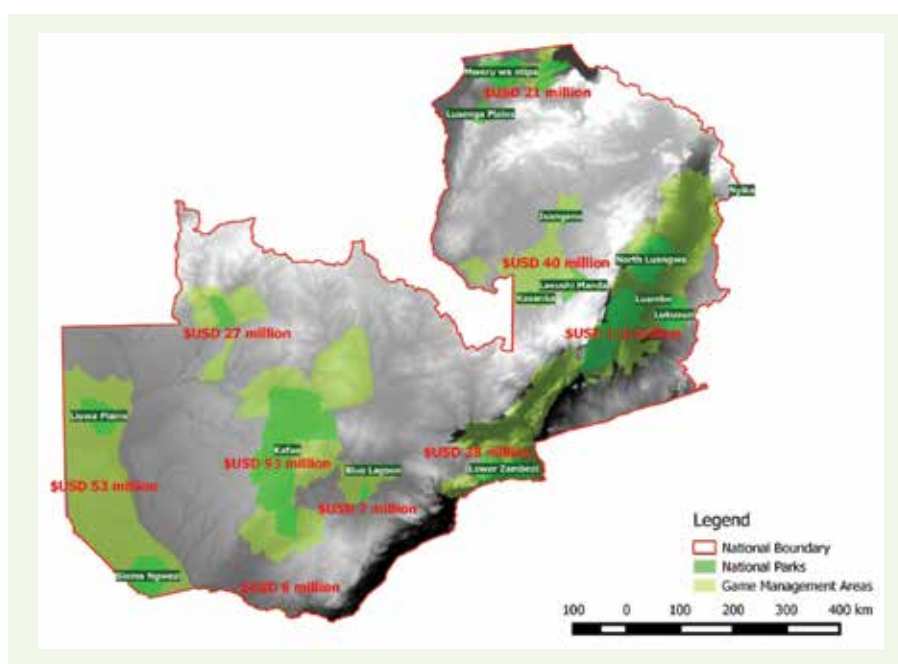 Mweru wa ntipa
$USD 21 million
Lusenga Plains
Nyika
Isangano
$USD 40 million
North Luangwa
Lavushi Manda
Kasanka
Luambe
Lukusuzi
$USD million
$USD 27 million
Liuwa Plains
Kafue
$USD 93 million
Blue Lagoon
$USD 28 million
Lower Zambezi
$USD 53 million
$USD 7 million
Sioma Ngwezi
$USD 6 million
Legend
National Boundary
National Parks
Game Management Areas
100 0 100 200 300 400 km